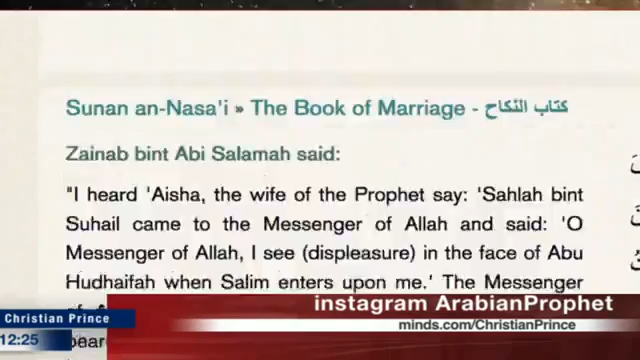 Sunan an-Nasa'i » The Book of Marriage - كتاب النكاح
Zainab bint Abi Salamah said:
"I heard 'Aisha, the wife of the Prophet say: 'Sahlah bint
Suhail came to the Messenger of Allah and said: 'O
Messenger of Allah, I see (displeasure) in the face of Abu
Hudhaifah when Salim enters upon me.' The Messenger
instagram ArabianProphet
Christian Prince
minds.com/ChristianPrince
12:25